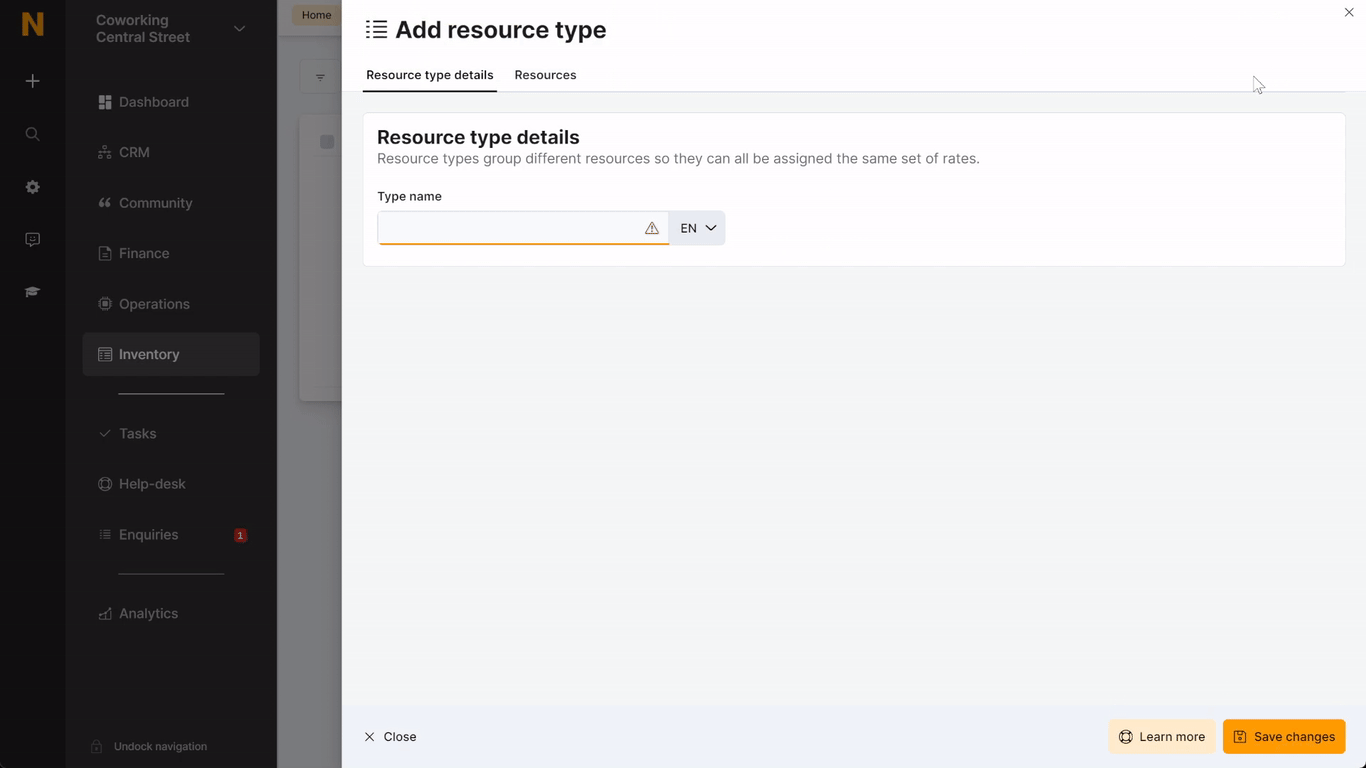 N
Coworking
Central Street
Dashboard
CRM
Community
Finance
Operations
Inventory
Tasks
Help-desk
Enquiries
1
Analytics
Undock navigation
Home
Add resource type
Resource type details
Resources
Resource type details
Resource types group different resources so they can all be assigned the same set of rates.
Type name
EN
Close
Learn more
Save changes